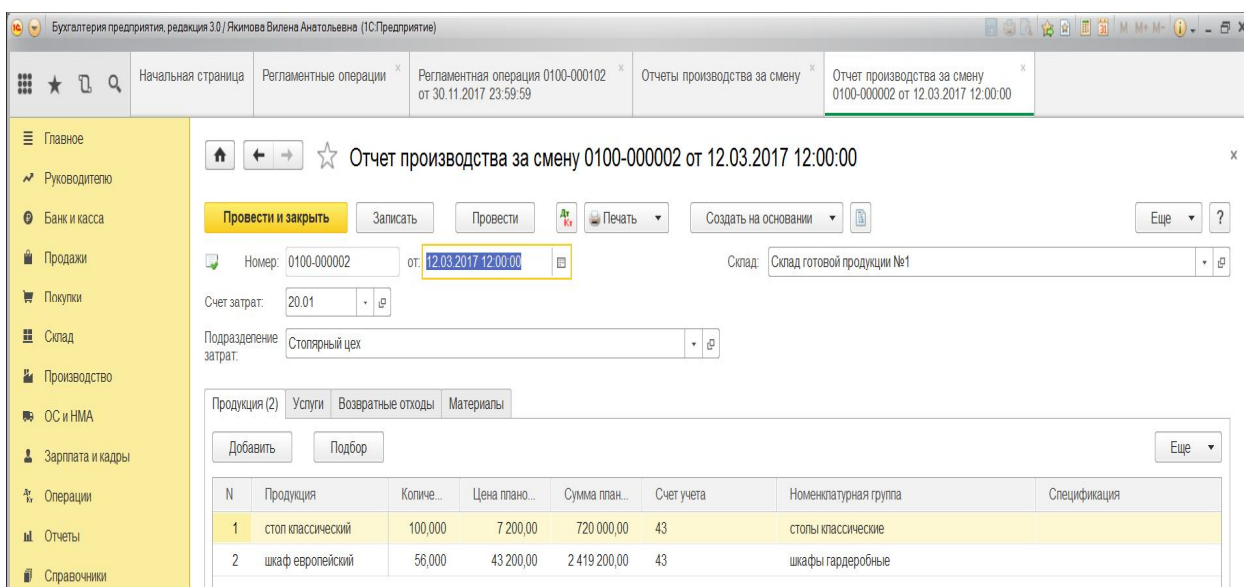 Бухгалтерия предприятия, редакция 3.0 / Якимова Вилена Анатольевна (1С:Предприятие)
M M+ M-
Начальная страница
Регламентные операции
Регламентная операция 0100-000102
от 30.11.2017 23:59:59
Отчеты производства за смену
Отчет производства за смену
0100-000002 от 12.03.2017 12:00:00
Главное
Руководителю
Банк и касса
Продажи
Покупки
Склад
Производство
ОС и НМА
Зарплата и кадры
Операции
Отчеты
Справочники
Отчет производства за смену 0100-000002 от 12.03.2017 12:00:00
Провести и закрыть
Записать
Провести
Дт
Кт
Печать
Создать на основании
Еще
?
Номер: 0100-000002 от: 12.03.2017 12:00:00
Склад: Склад готовой продукции №1
Счет затрат: 20.01
Подразделение
затрат:
Столярный цех
Продукция (2) Услуги Возвратные отходы Материалы
Добавить Подбор Еще
N Продукция Количе... Цена плано... Сумма план... Счет учета Номенклатурная группа Спецификация
1 стол классический 100,000 7 200,00 720 000,00 43 столы классические
2 шкаф европейский 56,000 43 200,00 2 419 200,00 43 шкафы гардеробные